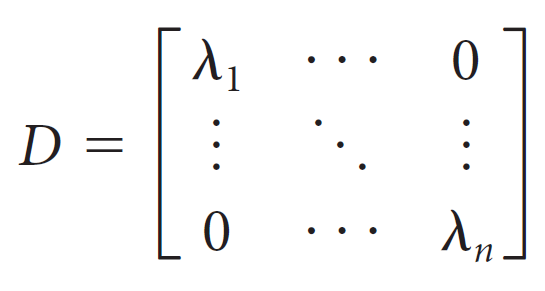 D = [ λ₁ ⋯ 0
⋮ ⋱ ⋮
0 ⋯ λₙ ]